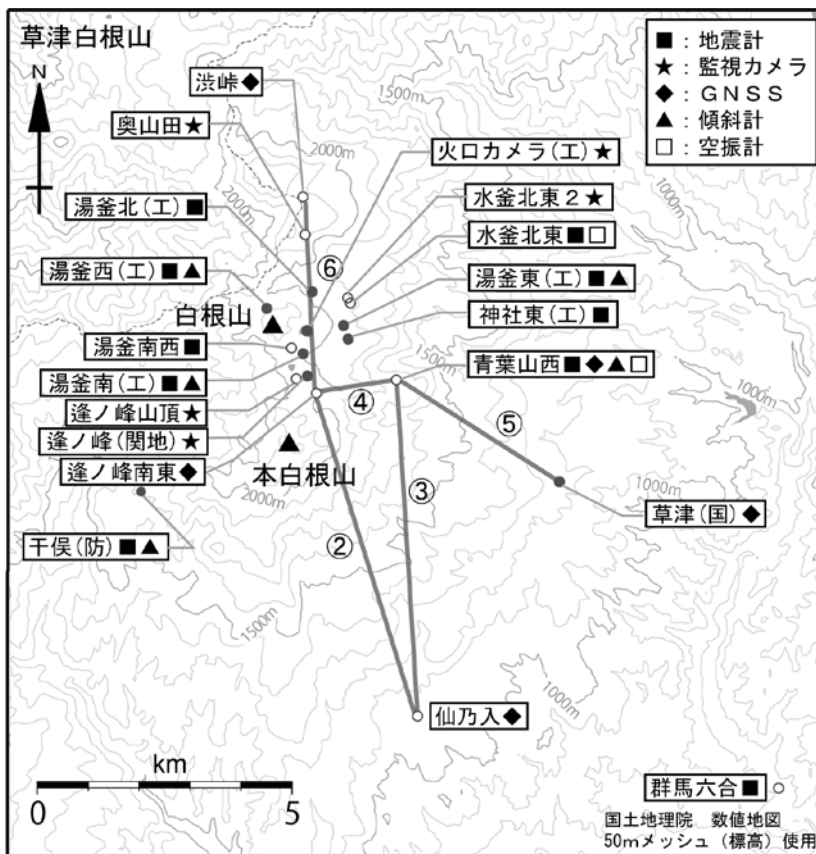 草津白根山
N
■：地震計
★：監視カメラ
◆：ＧＮＳＳ
▲：傾斜計
□：空振計
渋峠◆
奥山田★
湯釜北(工)■
湯釜西(工)■▲
白根山
湯釜南西■
湯釜南(工)■▲
逢ノ峰山頂★
逢ノ峰(関地)★
逢ノ峰南東◆
本白根山
干俣(防)■▲
火口カメラ(工)★
水釜北東２★
水釜北東■□
湯釜東(工)■▲
神社東(工)■
青葉山西■◆▲□
草津(国)◆
仙乃入◆
群馬六合■
⑥
④
⑤
③
②
1500m
2000m
2000m
1000m
1500m
1000m
1000m
2000m
1500m
1000m
km
0
5
国土地理院　数値地図
50mメッシュ（標高）使用